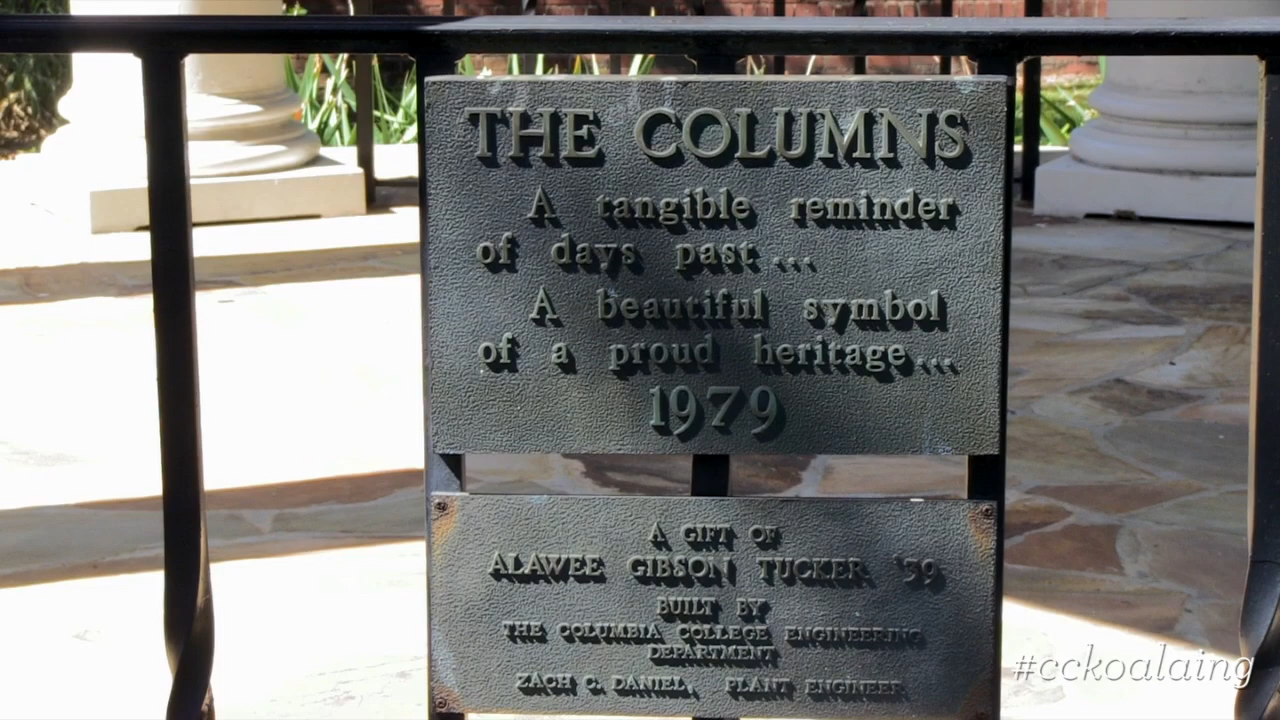 THE COLUMNS
A tangible reminder
of days past...
A beautiful symbol
of a proud heritage...
1979
A GIFT OF
ALAWEE GIBSON TUCKER '59
BUILT BY
THE COLUMBIA COLLEGE ENGINEERING
DEPARTMENT
ZACH C. DANIEL, PLANT ENGINEER
#cckoalaing